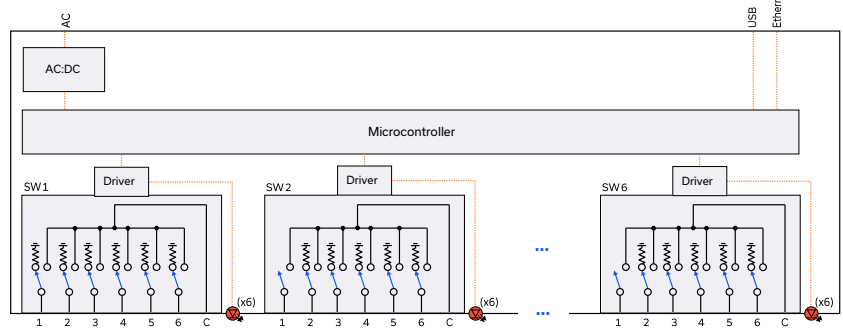 AC
USB
AC:DC
Microcontroller
Driver
Driver
Driver
SW1
SW2
SW6
(x6)
(x6)
(x6)
1 2 3 4 5 6 C
1 2 3 4 5 6 C
1 2 3 4 5 6 C